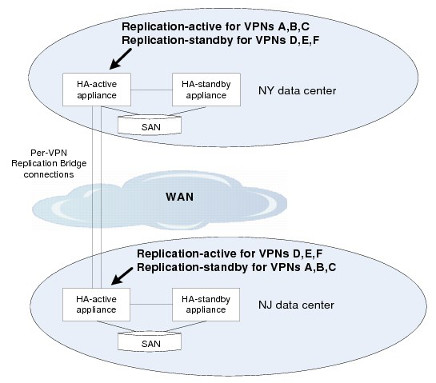 Replication-active for VPNs A,B,C
Replication-standby for VPNs D,E,F
HA-active
appliance
HA-standby
appliance
NY data center
SAN
Per-VPN
Replication Bridge
connections
WAN
Replication-active for VPNs D,E,F
Replication-standby for VPNs A,B,C
HA-active
appliance
HA-standby
appliance
NJ data center
SAN